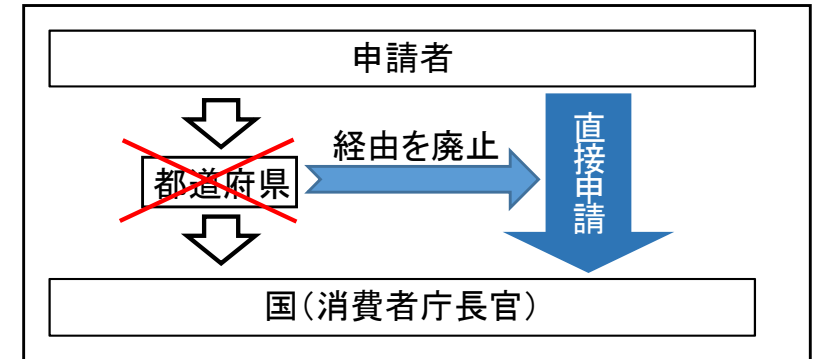 申請者
経由を廃止
都道府県
直接申請
国(消費者庁長官)